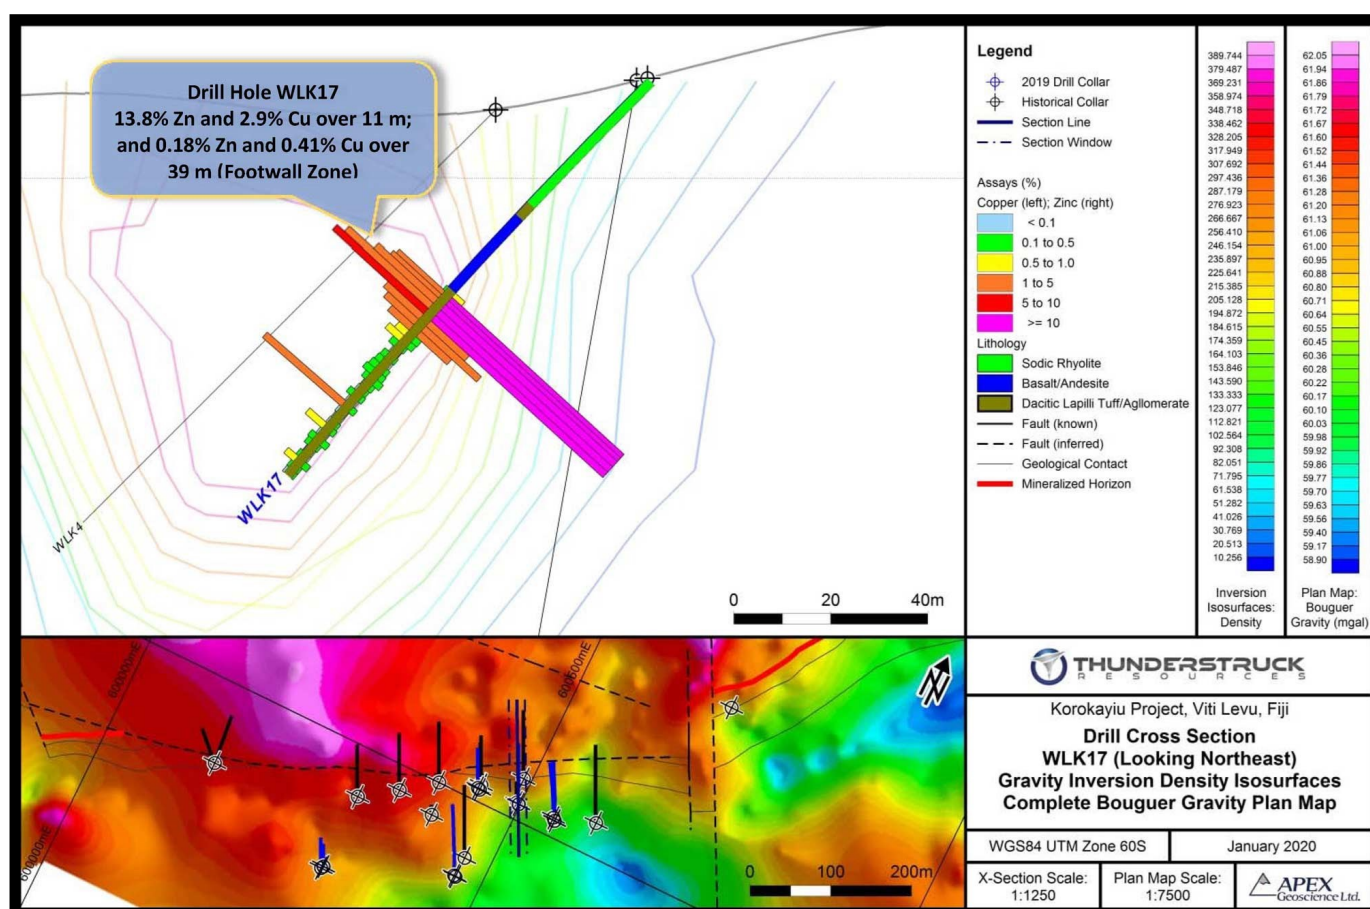 Drill Hole WLK17
13.8% Zn and 2.9% Cu over 11 m;
and 0.18% Zn and 0.41% Cu over
39 m (Footwall Zone)
WLK17
WLK4
0 20 40m
Legend
2019 Drill Collar
Historical Collar
Section Line
Section Window
Assays (%)
Copper (left); Zinc (right)
< 0.1
0.1 to 0.5
0.5 to 1.0
1 to 5
5 to 10
>= 10
Lithology
Sodic Rhyolite
Basalt/Andesite
Dacitic Lapilli Tuff/Agglomerate
Fault (known)
Fault (inferred)
Geological Contact
Mineralized Horizon
389.744
379.487
369.231
358.974
348.718
338.462
328.205
317.949
307.692
297.436
287.179
276.923
266.667
256.410
246.154
235.897
225.641
215.385
205.128
194.872
184.615
174.359
164.103
153.846
143.590
133.333
123.077
112.821
102.564
92.308
82.051
71.795
61.538
51.282
41.026
30.769
20.513
10.256
Inversion
Isosurfaces:
Density
62.05
61.94
61.86
61.79
61.72
61.67
61.60
61.52
61.44
61.36
61.28
61.20
61.13
61.06
61.00
60.95
60.88
60.80
60.71
60.64
60.55
60.45
60.36
60.28
60.22
60.17
60.10
60.03
59.98
59.92
59.86
59.77
59.70
59.63
59.56
59.40
59.17
58.90
Plan Map:
Bouguer
Gravity (mgal)
600000mE
600000mE
N
0 100 200m
THUNDERSTRUCK
RESOURCES
Korokayiu Project, Viti Levu, Fiji
Drill Cross Section
WLK17 (Looking Northeast)
Gravity Inversion Density Isosurfaces
Complete Bouguer Gravity Plan Map
WGS84 UTM Zone 60S
January 2020
X-Section Scale:
1:1250
Plan Map Scale:
1:7500
APEX
Geoscience Ltd.